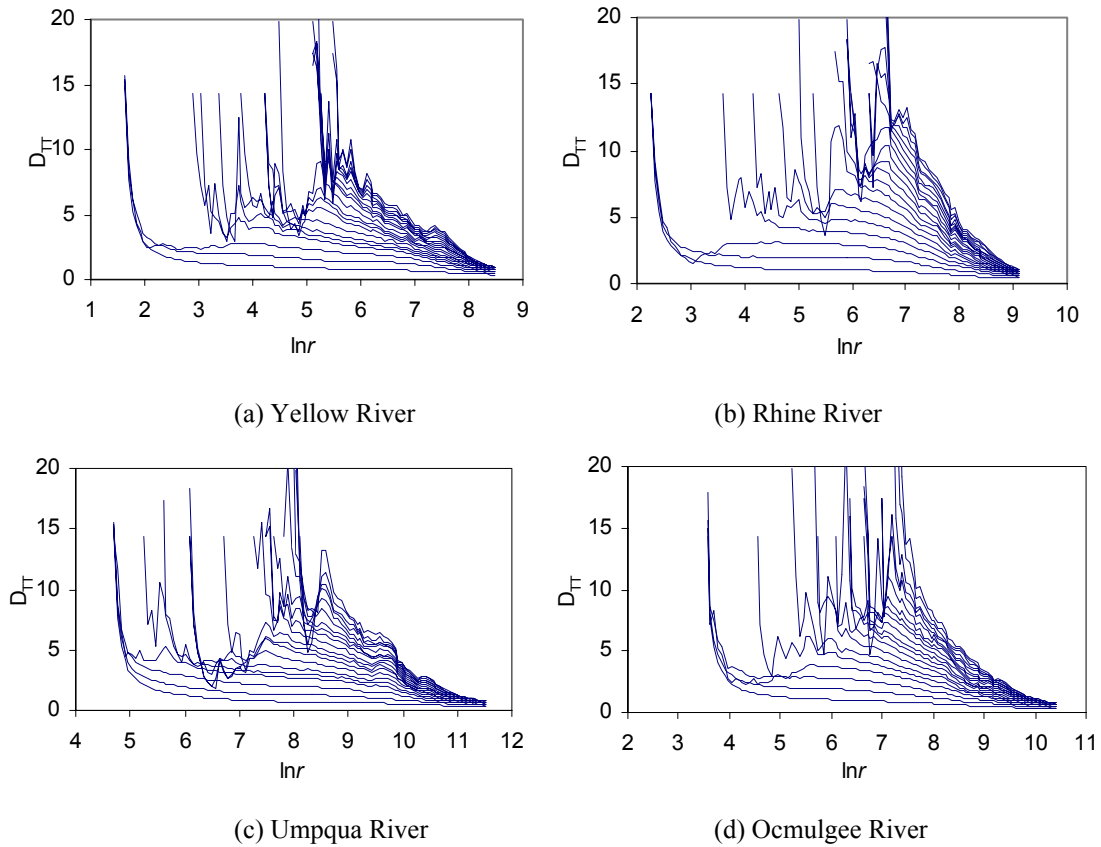 20
15
10
5
0
D_TT
1 2 3 4 5 6 7 8 9
lnr
(a) Yellow River
20
15
10
5
0
D_TT
2 3 4 5 6 7 8 9 10
lnr
(b) Rhine River
20
15
10
5
0
D_TT
4 5 6 7 8 9 10 11 12
lnr
(c) Umpqua River
20
15
10
5
0
D_TT
2 3 4 5 6 7 8 9 10 11
lnr
(d) Ocmulgee River